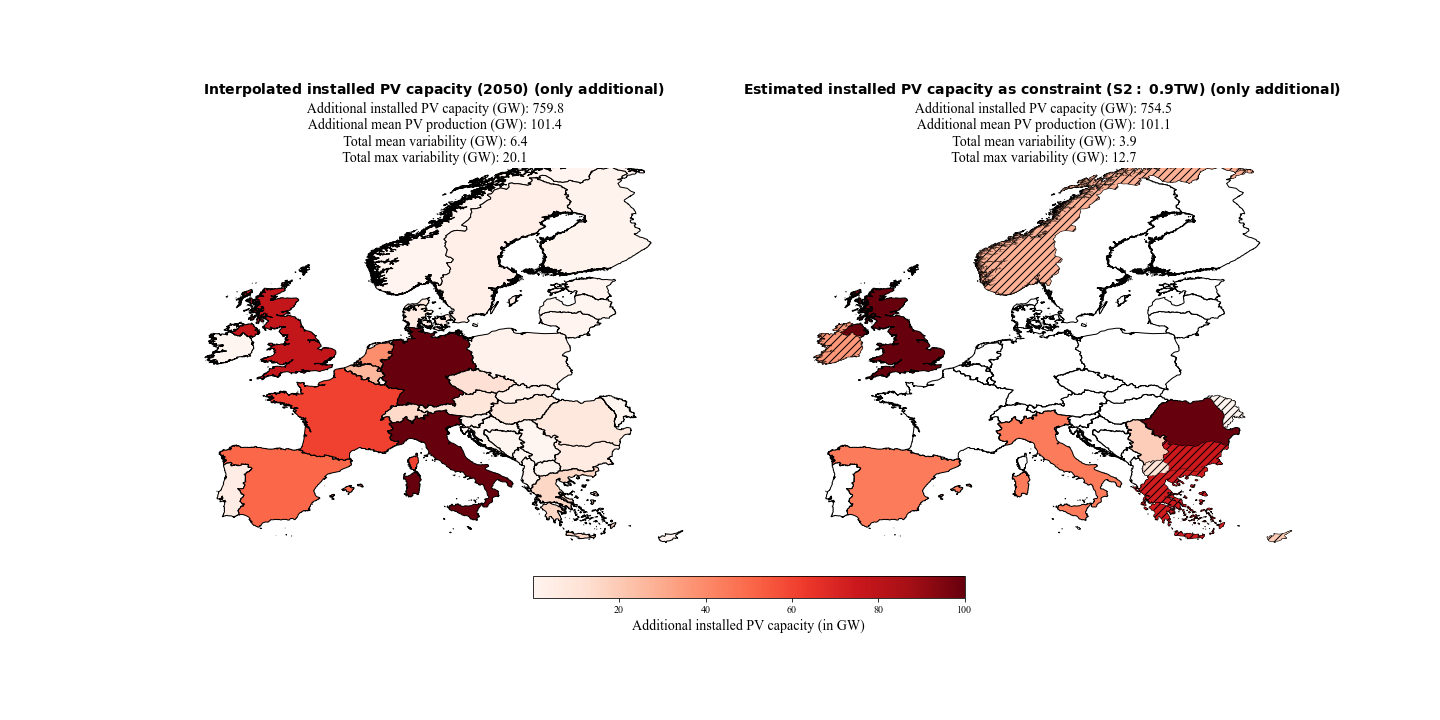 Interpolated installed PV capacity (2050) (only additional)
Additional installed PV capacity (GW): 759.8
Additional mean PV production (GW): 101.4
Total mean variability (GW): 6.4
Total max variability (GW): 20.1
Estimated installed PV capacity as constraint (S2 : 0.9TW) (only additional)
Additional installed PV capacity (GW): 754.5
Additional mean PV production (GW): 101.1
Total mean variability (GW): 3.9
Total max variability (GW): 12.7
20 40 60 80 100
Additional installed PV capacity (in GW)